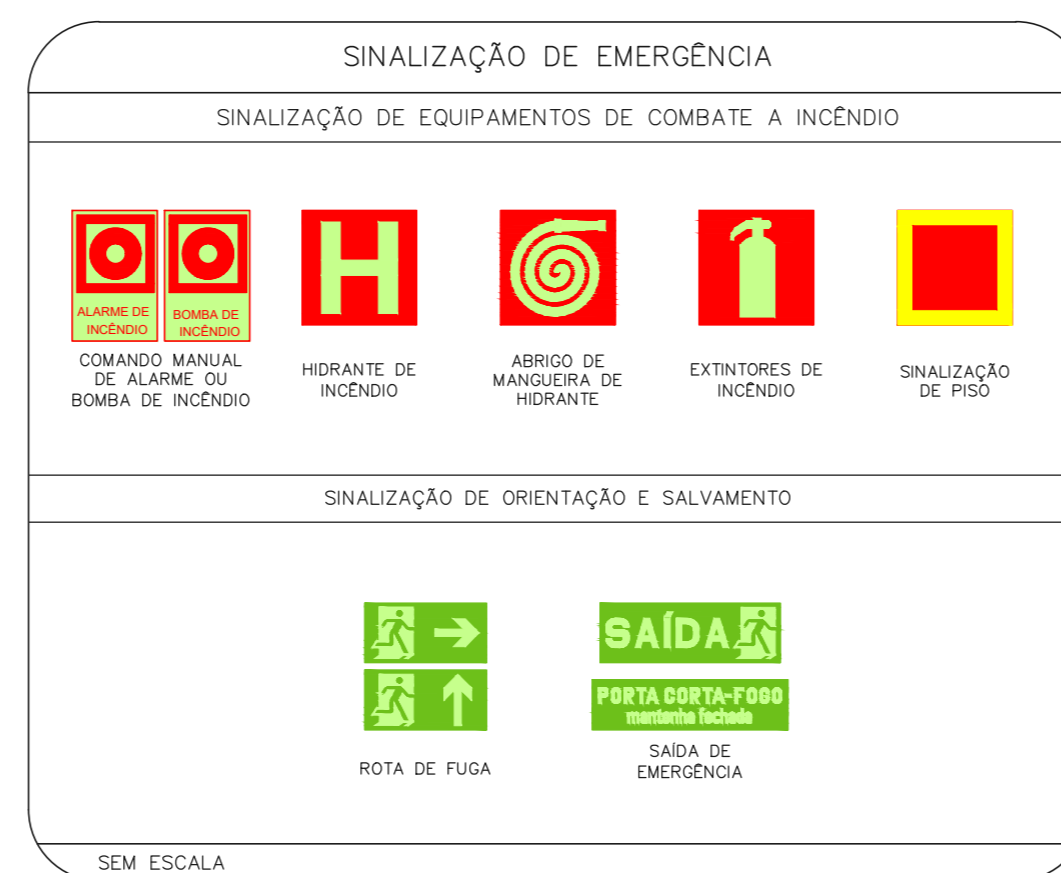 SINALIZAÇÃO DE EMERGÊNCIA
SINALIZAÇÃO DE EQUIPAMENTOS DE COMBATE A INCÊNDIO
ALARME DE
INCÊNDIO
BOMBA DE
INCÊNDIO
H
COMANDO MANUAL
DE ALARME OU
BOMBA DE INCÊNDIO
HIDRANTE DE
INCÊNDIO
ABRIGO DE
MANGUEIRA DE
HIDRANTE
EXTINTORES DE
INCÊNDIO
SINALIZAÇÃO
DE PISO
SINALIZAÇÃO DE ORIENTAÇÃO E SALVAMENTO
SAÍDA
PORTA CORTA-FOGO
mantenha fechada
ROTA DE FUGA
SAÍDA DE
EMERGÊNCIA
SEM ESCALA